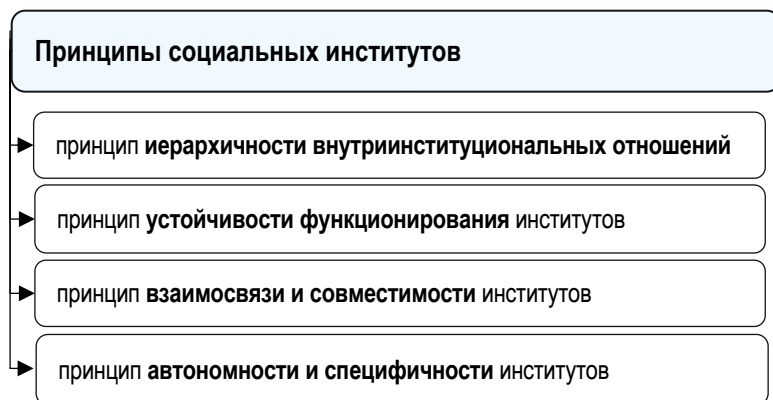 Принципы социальных институтов
принцип иерархичности внутриинституциональных отношений
принцип устойчивости функционирования институтов
принцип взаимосвязи и совместимости институтов
принцип автономности и специфичности институтов